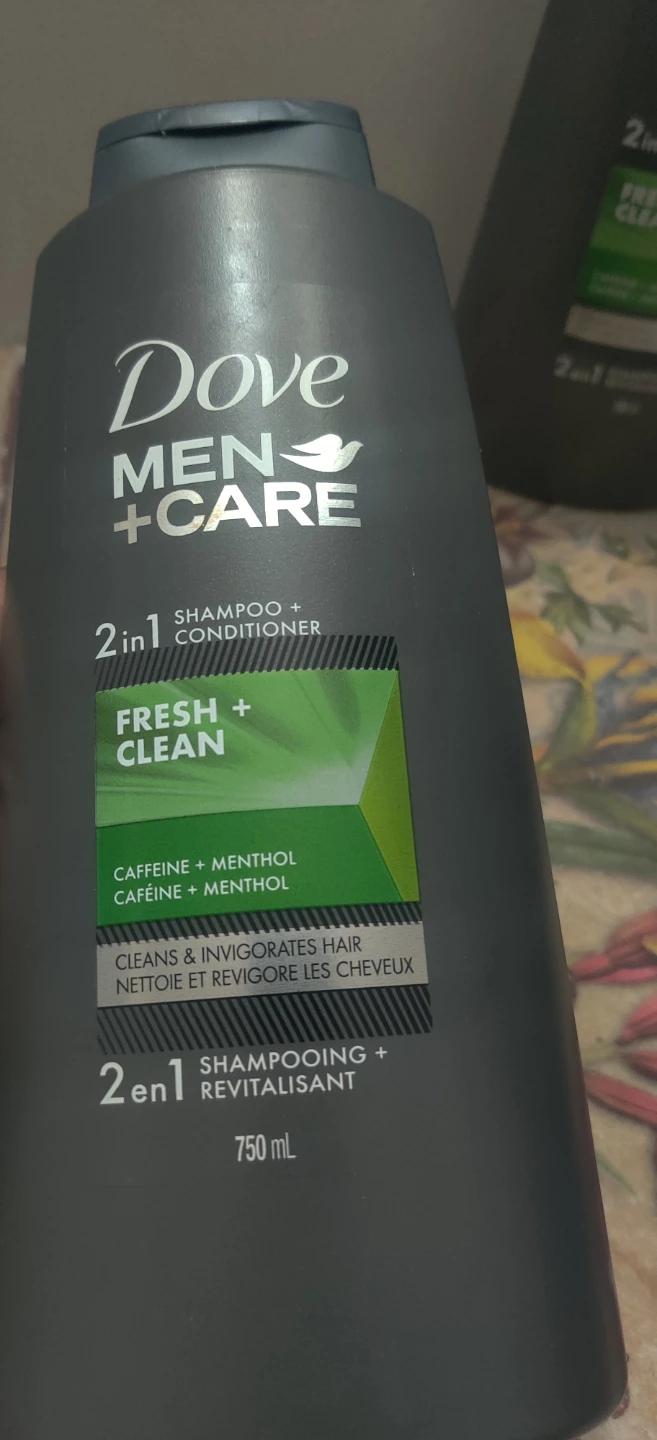 Dove
MEN
+CARE
2in1 SHAMPOO +
CONDITIONER
FRESH +
CLEAN
CAFFEINE + MENTHOL
CAFÉINE + MENTHOL
CLEANS & INVIGORATES HAIR
NETTOIE ET REVIGORE LES CHEVEUX
2en1 SHAMPOOING +
REVITALISANT
750 mL